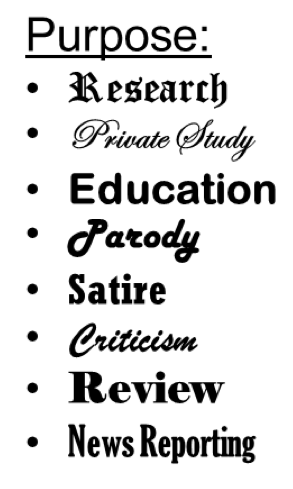 Purpose:
• Research
• Private Study
• Education
• Parody
• Satire
• Criticism
• Review
• News Reporting